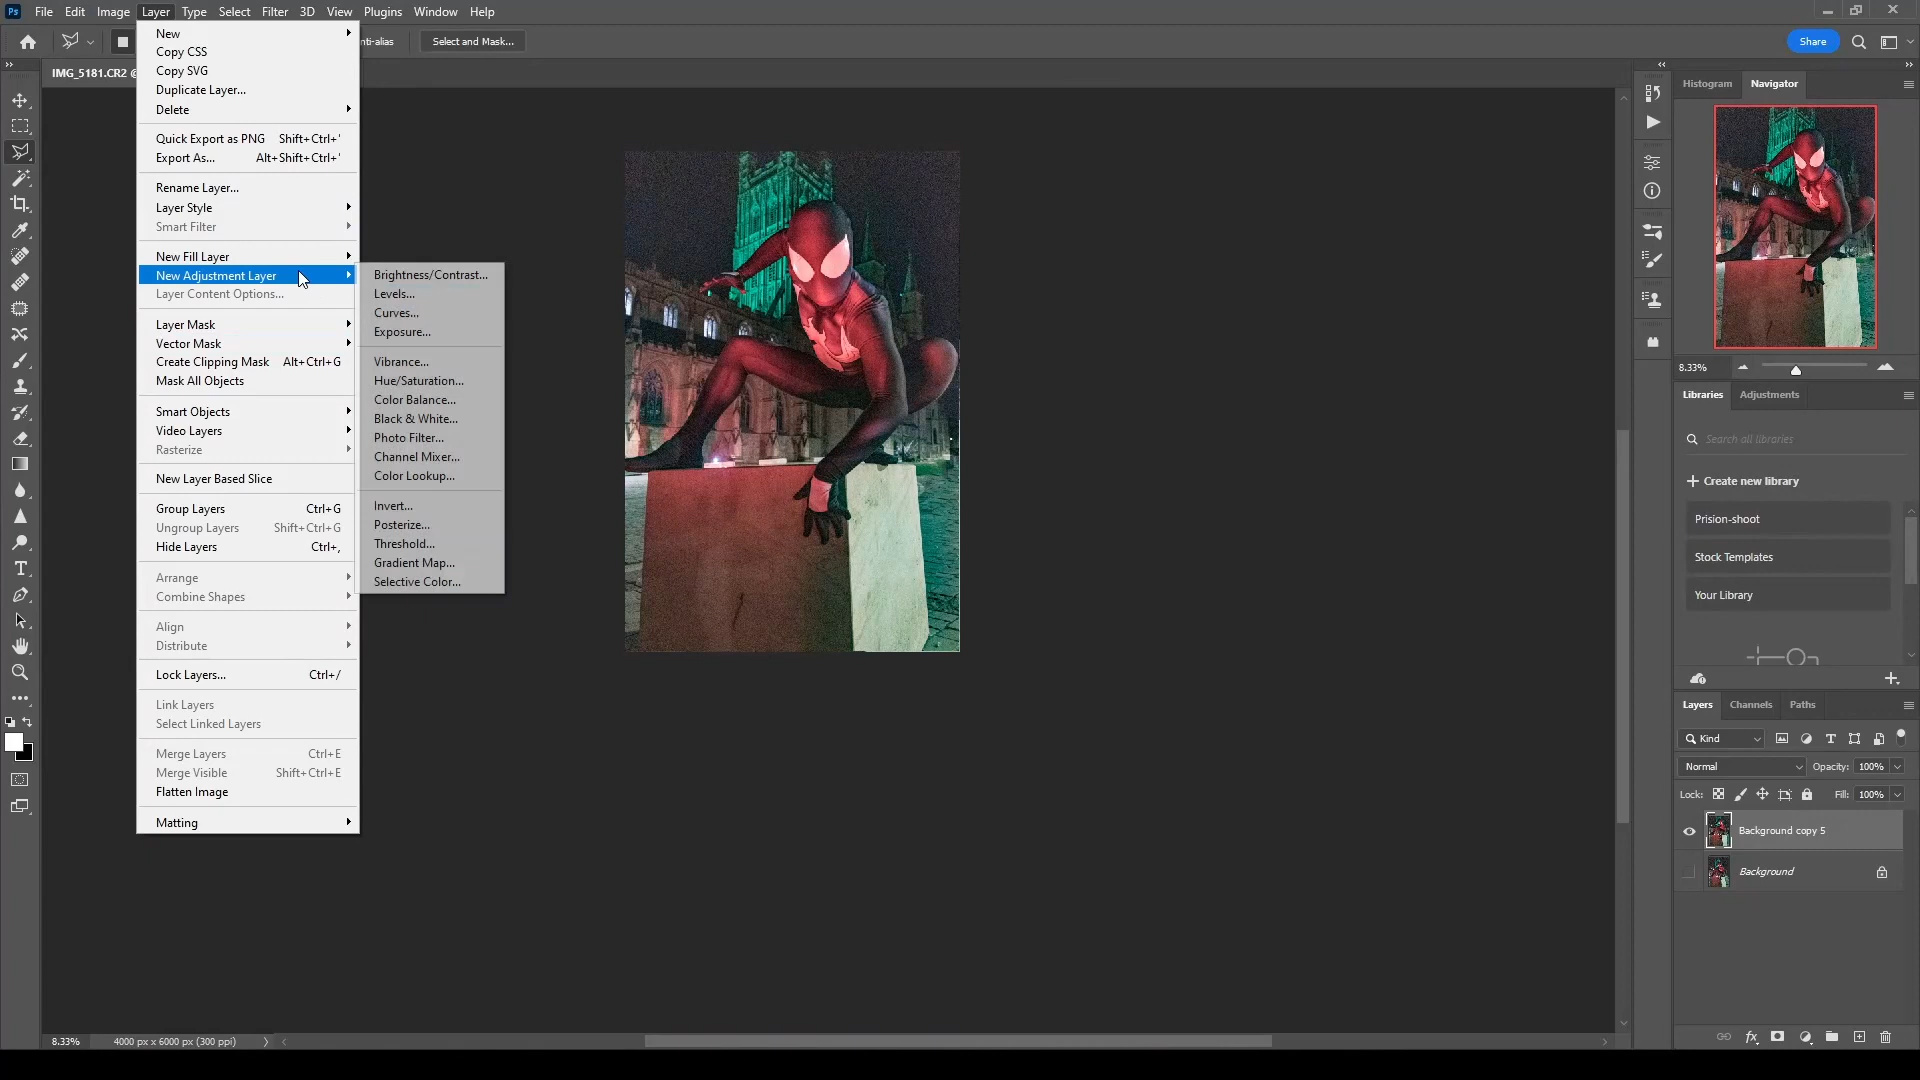 Ps File Edit Image Layer Type Select Filter 3D View Plugins Window Help
nti-alias Select and Mask... Share
IMG_5181.CR2 @
New
Copy CSS
Copy SVG
Duplicate Layer...
Delete
Quick Export as PNG Shift+Ctrl+'
Export As... Alt+Shift+Ctrl+'
Rename Layer...
Layer Style
Smart Filter
New Fill Layer
New Adjustment Layer
Layer Content Options...
Layer Mask
Vector Mask
Create Clipping Mask Alt+Ctrl+G
Mask All Objects
Smart Objects
Video Layers
Rasterize
New Layer Based Slice
Group Layers Ctrl+G
Ungroup Layers Shift+Ctrl+G
Hide Layers Ctrl+,
Arrange
Combine Shapes
Align
Distribute
Lock Layers... Ctrl+/
Link Layers
Select Linked Layers
Merge Layers Ctrl+E
Merge Visible Shift+Ctrl+E
Flatten Image
Matting
Brightness/Contrast...
Levels...
Curves...
Exposure...
Vibrance...
Hue/Saturation...
Color Balance...
Black & White...
Photo Filter...
Channel Mixer...
Color Lookup...
Invert...
Posterize...
Threshold...
Gradient Map...
Selective Color...
Histogram Navigator
8.33%
Libraries Adjustments
Search all libraries
Create new library
Prision-shoot
Stock Templates
Your Library
Layers Channels Paths
Kind
Normal Opacity: 100%
Lock: Fill: 100%
Background copy 5
Background
8.33% 4000 px x 6000 px (300 ppi)